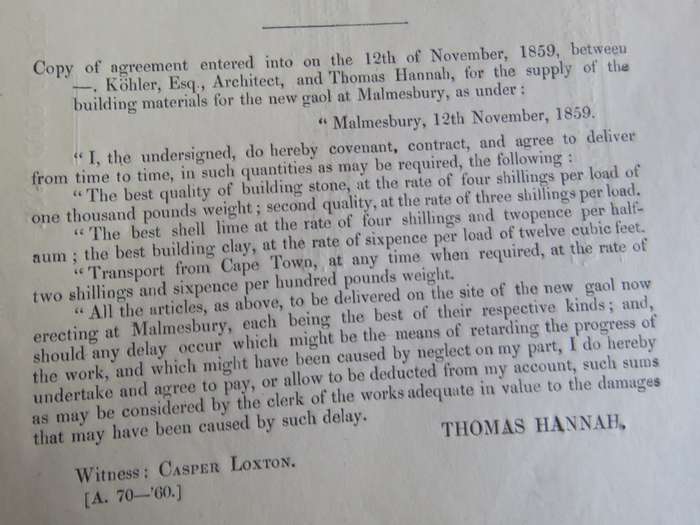 Copy of agreement entered into on the 12th of November, 1859, between
—. Köhler, Esq., Architect, and Thomas Hannah, for the supply of the
building materials for the new gaol at Malmesbury, as under:
“ Malmesbury, 12th November, 1859.
“ I, the undersigned, do hereby covenant, contract, and agree to deliver
from time to time, in such quantities as may be required, the following :
“ The best quality of building stone, at the rate of four shillings per load of
one thousand pounds weight ; second quality, at the rate of three shillings per load.
“ The best shell lime at the rate of four shillings and twopence per half-
aum ; the best building clay, at the rate of sixpence per load of twelve cubic feet.
“ Transport from Cape Town, at any time when required, at the rate of
two shillings and sixpence per hundred pounds weight.
“ All the articles, as above, to be delivered on the site of the new gaol now
erecting at Malmesbury, each being the best of their respective kinds ; and,
should any delay occur which might be the means of retarding the progress of
the work, and which might have been caused by neglect on my part, I do hereby
undertake and agree to pay, or allow to be deducted from my account, such sums
as may be considered by the clerk of the works adequate in value to the damages
that may have been caused by such delay.
THOMAS HANNAH.
Witness : CASPER LOXTON.
[A. 70—'60.]